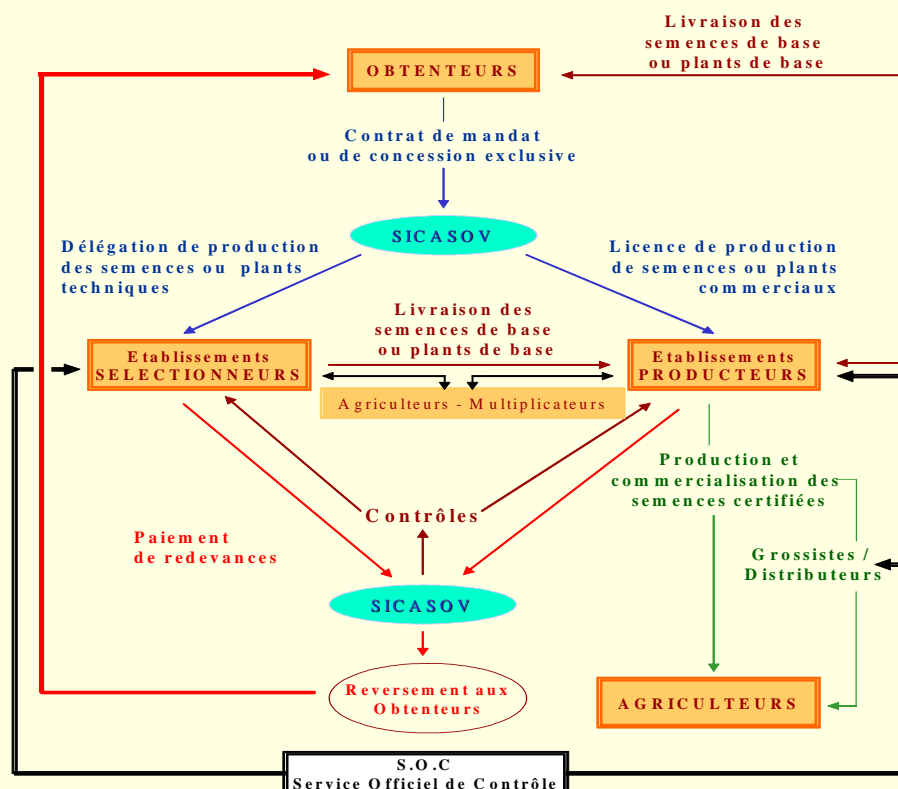 Livraison des
semences de base
ou plants de base
OBTENTEURS
Contrat de mandat
ou de concession exclusive
SICASOV
Délégation de production
des semences ou plants
techniques
Licence de production
de semences ou plants
commerciaux
Livraison des
semences de base
ou plants de base
Etablissements
SELECTIONNEURS
Etablissements
PRODUCTEURS
Agriculteurs - Multiplicateurs
Production et
commercialisation des
semences certifiées
Contrôles
Paiement
de redevances
Grossistes /
Distributeurs
SICASOV
Reversement aux
Obtenteurs
AGRICULTEURS
S.O.C
Service Officiel de Contrôle